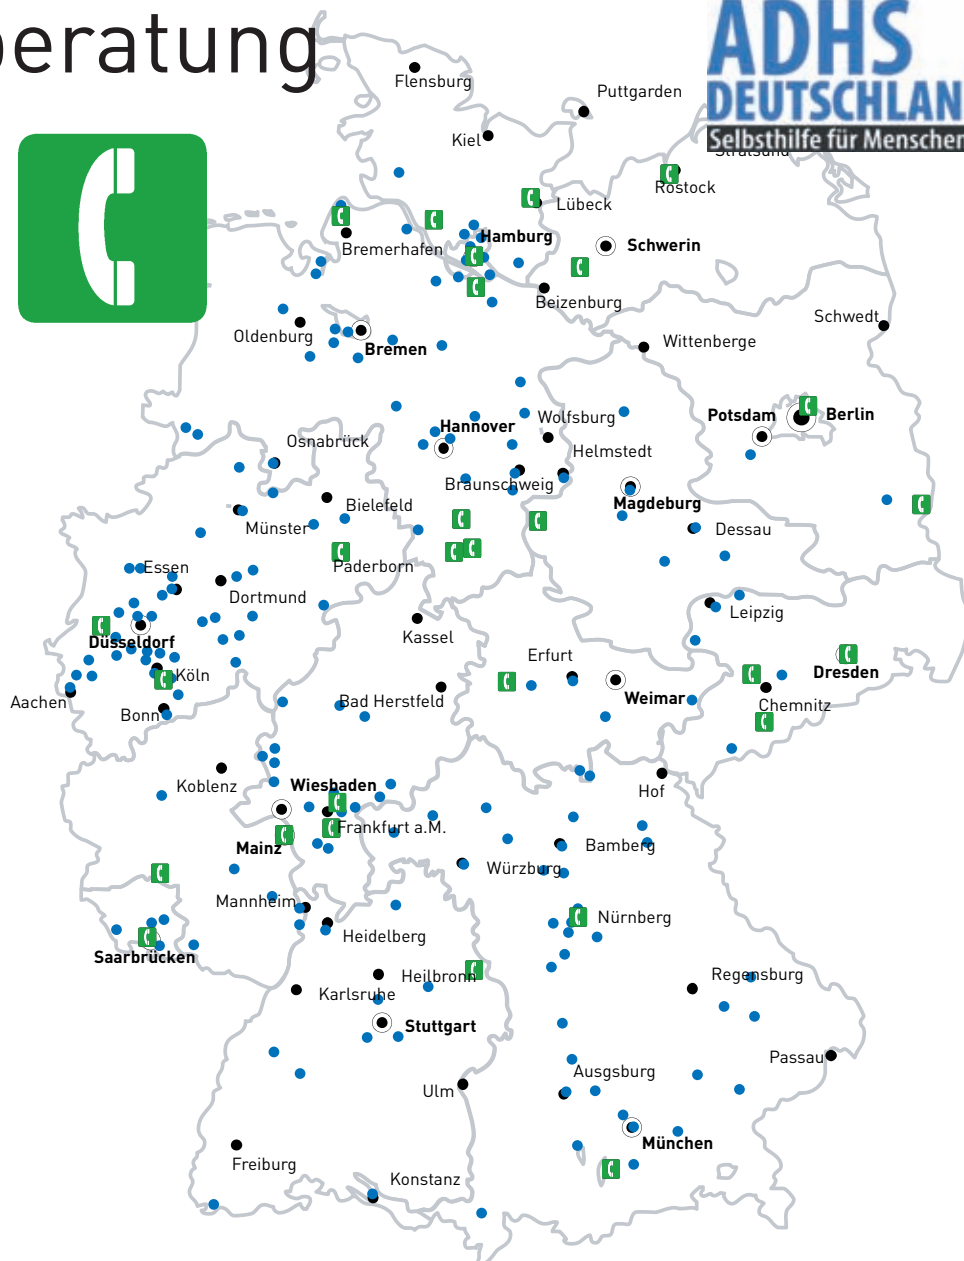 beratung
ADHS
DEUTSCHLAN
Selbsthilfe für Menschen
Flensburg
Puttgarden
Kiel
Stralsund
Rostock
Lübeck
Hamburg
Schwerin
Bremerhafen
Beizenburg
Schwedt
Oldenburg
Bremen
Wittenberge
Potsdam
Berlin
Wolfsburg
Hannover
Osnabrück
Helmstedt
Braunschweig
Magdeburg
Bielefeld
Münster
Dessau
Paderborn
Essen
Dortmund
Leipzig
Kassel
Düsseldorf
Erfurt
Dresden
Köln
Weimar
Aachen
Bad Herstfeld
Chemnitz
Bonn
Koblenz
Wiesbaden
Hof
Frankfurt a.M.
Mainz
Bamberg
Würzburg
Mannheim
Nürnberg
Heidelberg
Saarbrücken
Heilbronn
Regensburg
Karlsruhe
Stuttgart
Passau
Ausgsburg
Ulm
München
Freiburg
Konstanz